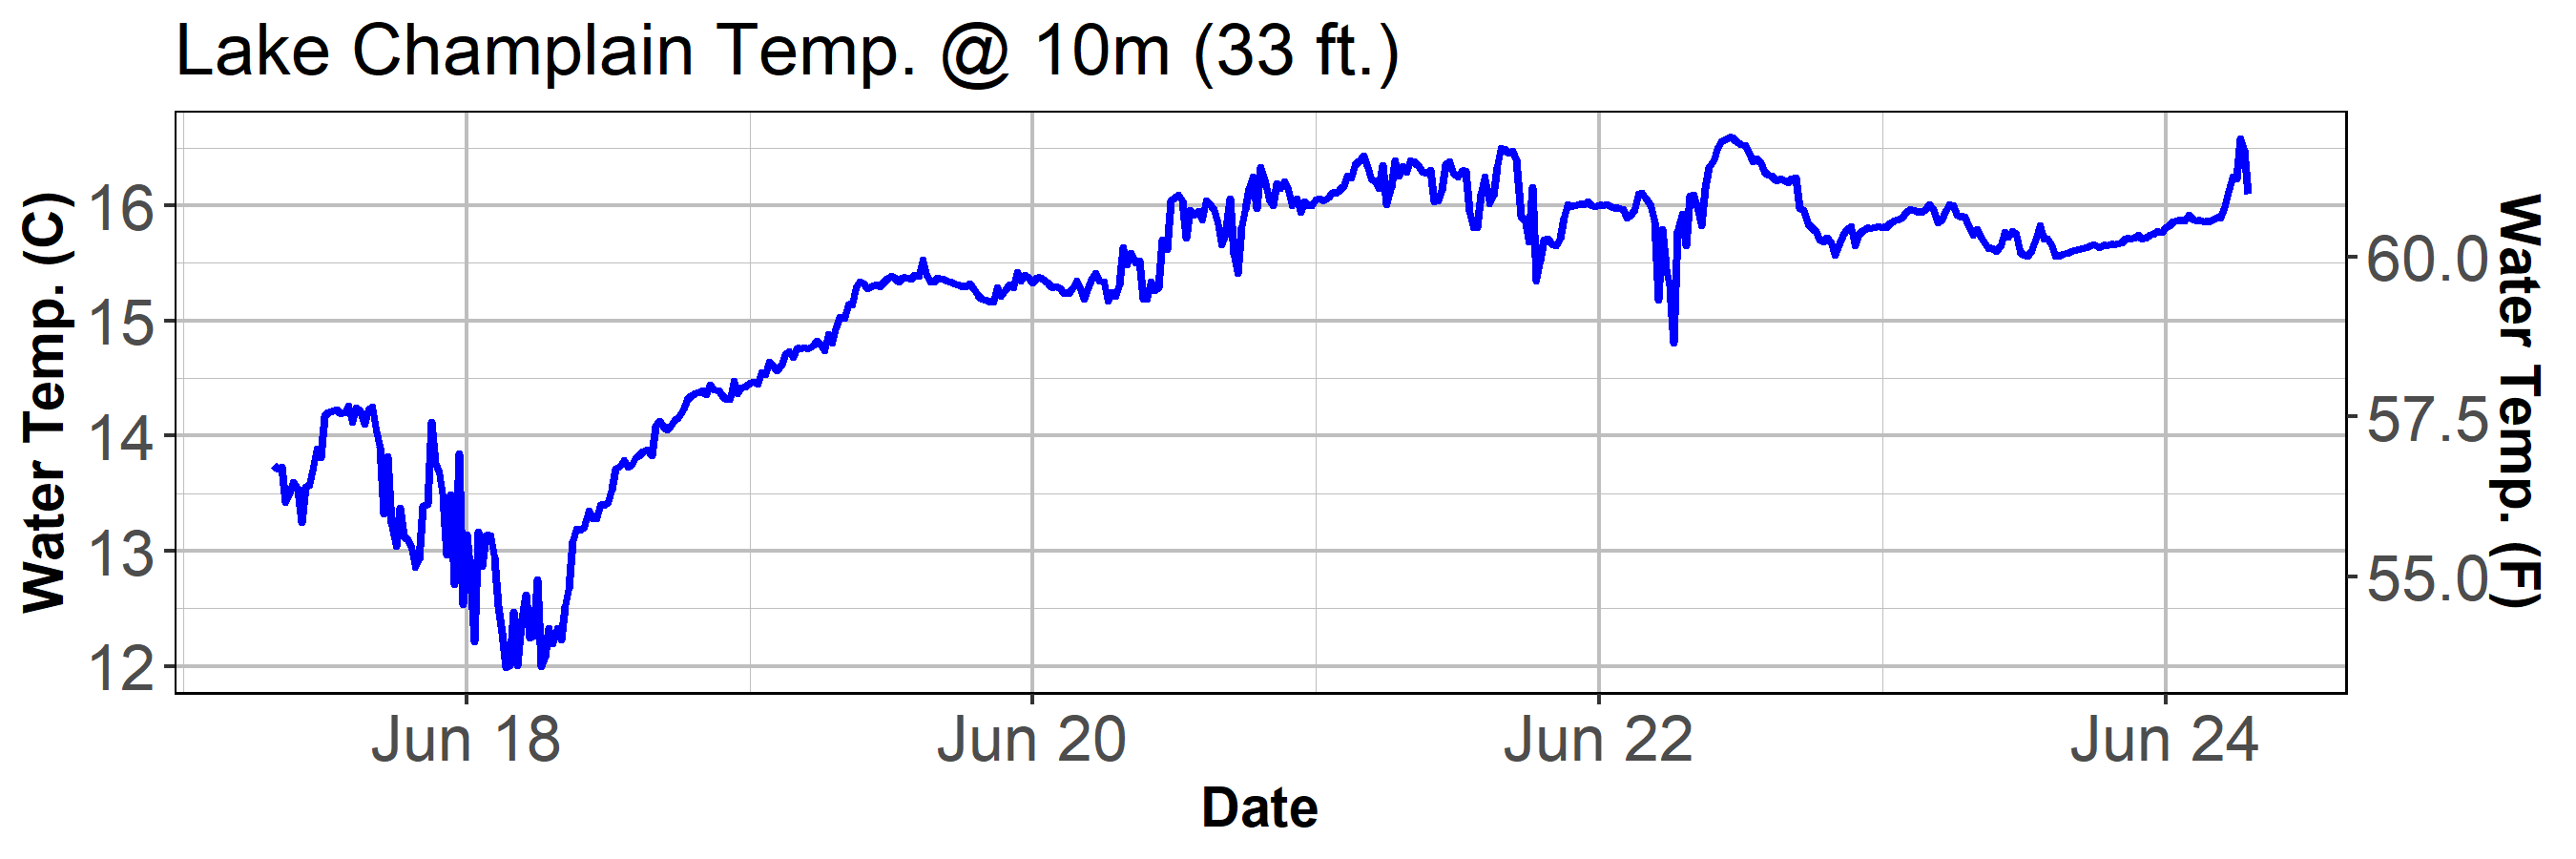 Lake Champlain Temp. @ 10m (33 ft.)
Water Temp. (C)
16
15
14
13
12
60.0
57.5
55.0
Water Temp. (F)
Jun 18
Jun 20
Jun 22
Jun 24
Date